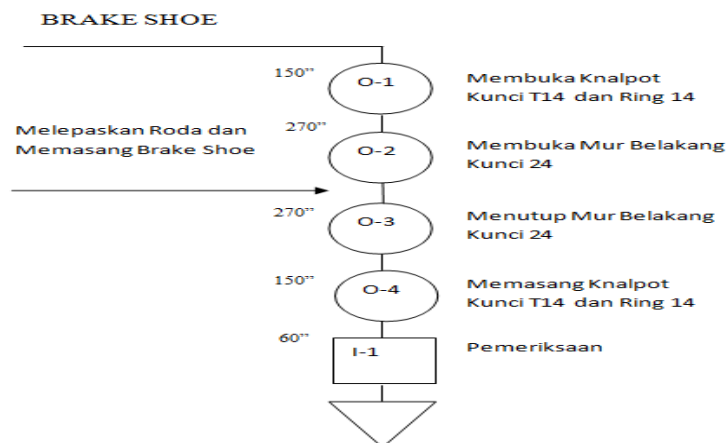 BRAKE SHOE
150”
O-1
Membuka Knalpot
Kunci T14 dan Ring 14
Melepaskan Roda dan
Memasang Brake Shoe
270”
O-2
Membuka Mur Belakang
Kunci 24
270”
O-3
Menutup Mur Belakang
Kunci 24
150”
O-4
Memasang Knalpot
Kunci T14 dan Ring 14
60”
I-1
Pemeriksaan